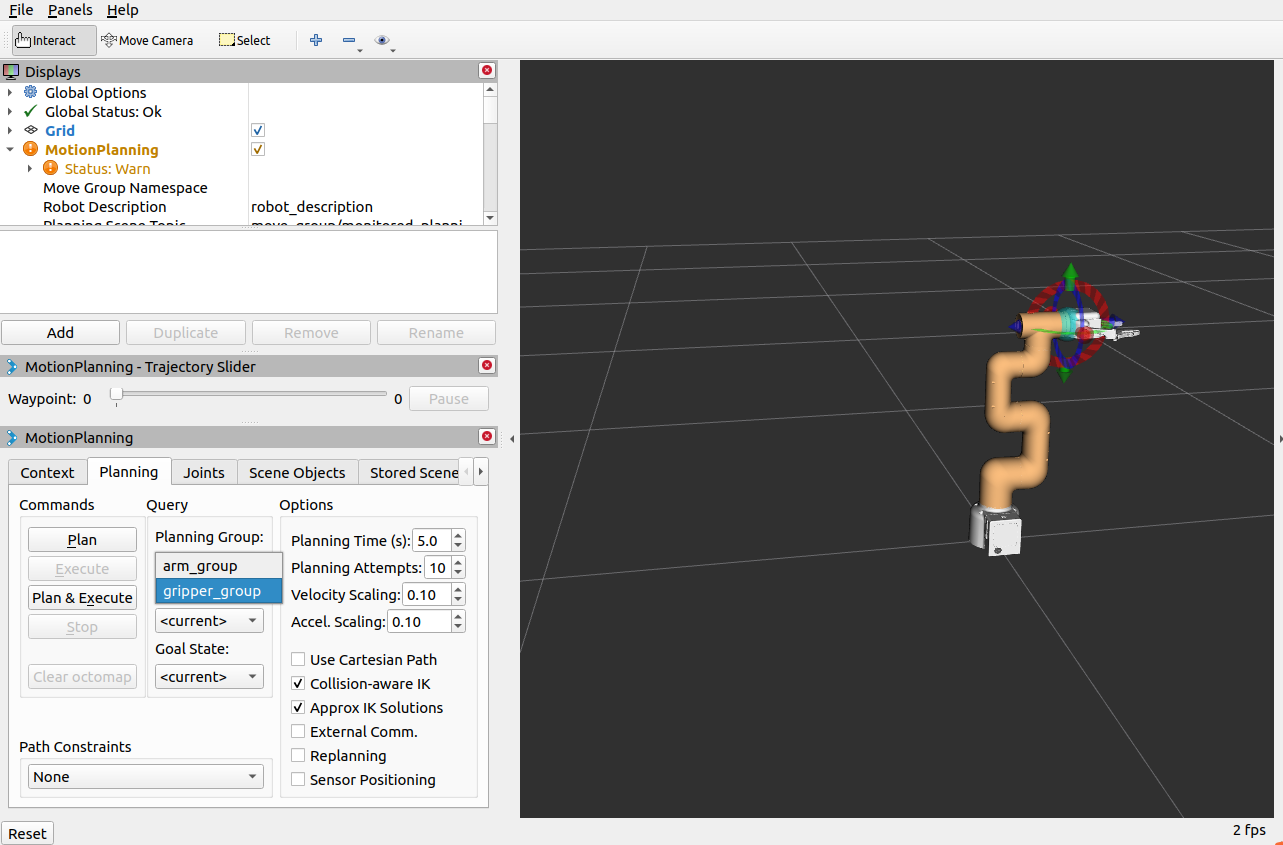 File Panels Help
Interact Move Camera Select
Displays
Global Options
Global Status: Ok
Grid
MotionPlanning
Status: Warn
Move Group Namespace
Robot Description robot_description
Planning Scene Topic move_group/monitored_planni
Add Duplicate Remove Rename
MotionPlanning - Trajectory Slider
Waypoint: 0 0 Pause
MotionPlanning
Context Planning Joints Scene Objects Stored Scene
Commands Query Options
Plan
Execute
Plan & Execute
Stop
Clear octomap
Planning Group:
arm_group
gripper_group
<current>
Goal State:
<current>
Planning Time (s): 5.0
Planning Attempts: 10
Velocity Scaling: 0.10
Accel. Scaling: 0.10
Use Cartesian Path
Collision-aware IK
Approx IK Solutions
External Comm.
Replanning
Sensor Positioning
Path Constraints
None
Reset
2 fps